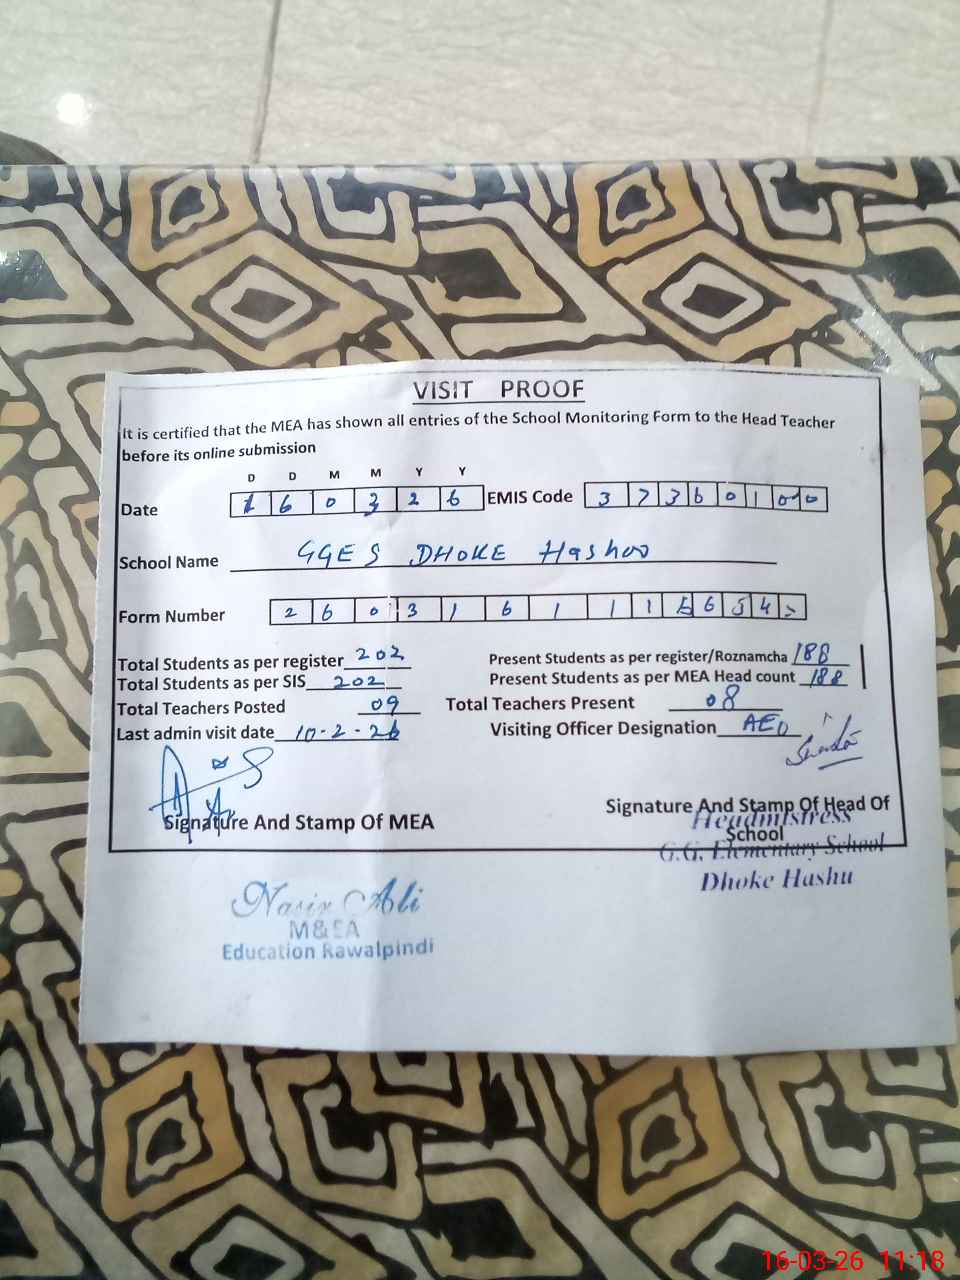 VISIT PROOF
It is certified that the MEA has shown all entries of the School Monitoring Form to the Head Teacher
before its online submission
D D M M Y Y
Date 1 6 0 3 2 6 EMIS Code 3 7 3 6 0 1 0 0
School Name GGES DHOKE Hashoo
Form Number 2 6 0 3 1 6 1 1 1 5 6 5 4
Total Students as per register 202 Present Students as per register/Roznamcha 188
Total Students as per SIS 202 Present Students as per MEA Head count 188
Total Teachers Posted 09 Total Teachers Present 08
Last admin visit date 10-2-26 Visiting Officer Designation AEO
Signature And Stamp Of MEA
Signature And Stamp Of Head Of
School
Headmistress
G.G. Elementary School
Dhoke Hashu
Nasir Ali
M&EA
Education Rawalpindi
16-03-26 11:18